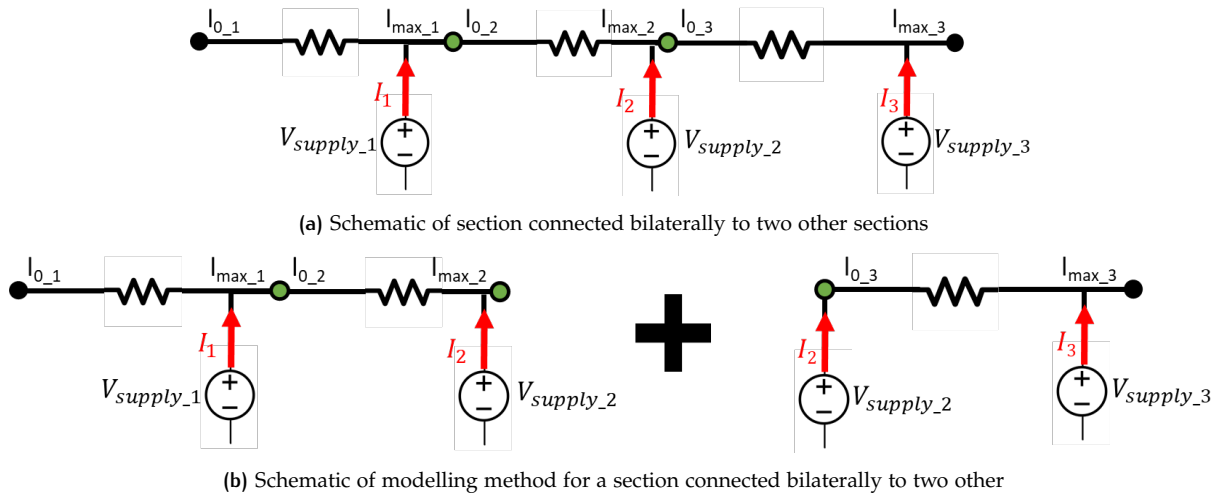 I0_1 Imax_1 I0_2 Imax_2 I0_3 Imax_3
I1 I2 I3
+ + +
Vsupply_1 Vsupply_2 Vsupply_3
− − −
(a) Schematic of section connected bilaterally to two other sections
I0_1 Imax_1 I0_2 Imax_2 I0_3 Imax_3
I1 I2 I2 I3
+ + + +
Vsupply_1 Vsupply_2 Vsupply_2 Vsupply_3
− − − −
(b) Schematic of modelling method for a section connected bilaterally to two other